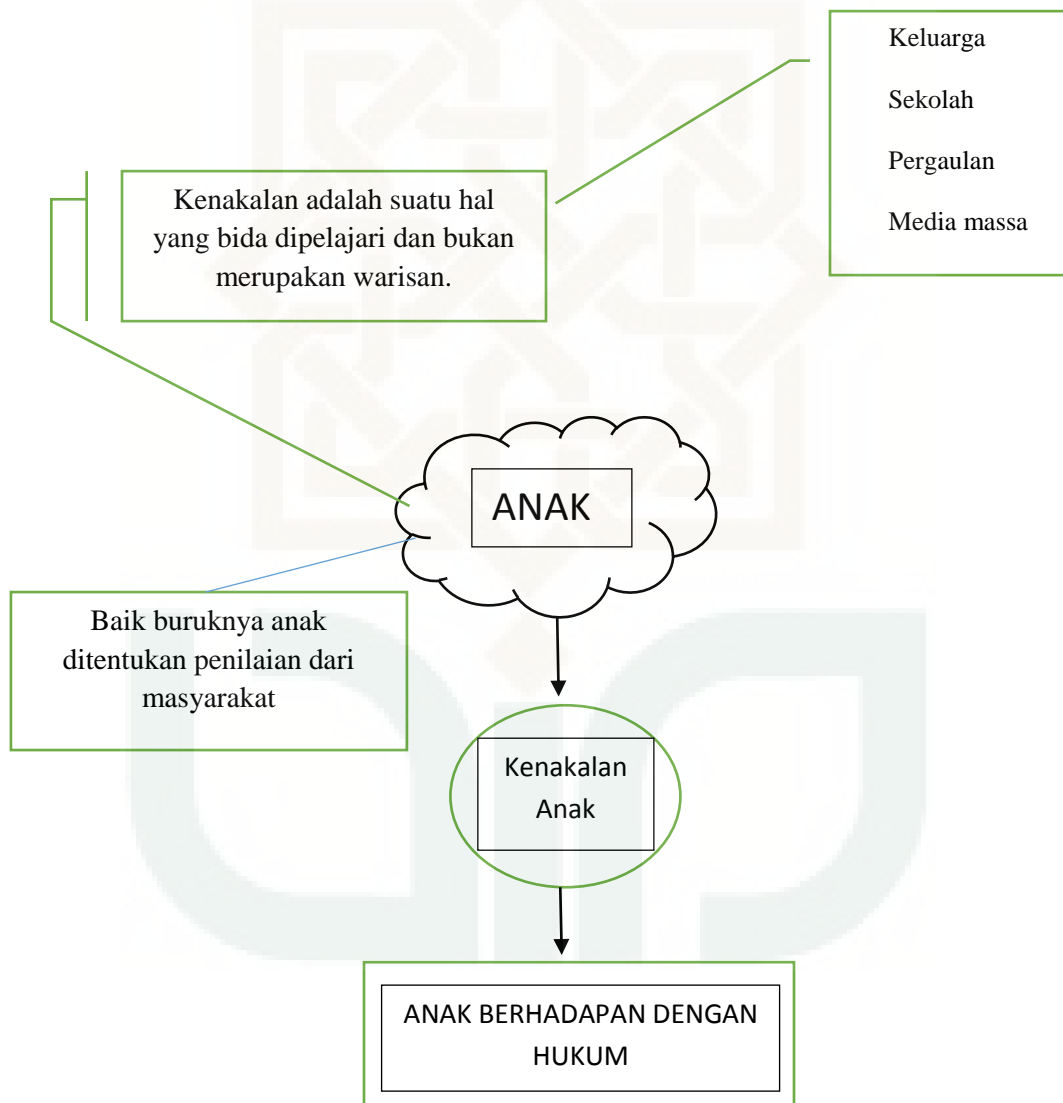 Keluarga
Sekolah
Pergaulan
Media massa
Kenakalan adalah suatu hal
yang bida dipelajari dan bukan
merupakan warisan.
ANAK
Baik buruknya anak
ditentukan penilaian dari
masyarakat
Kenakalan
Anak
ANAK BERHADAPAN DENGAN
HUKUM